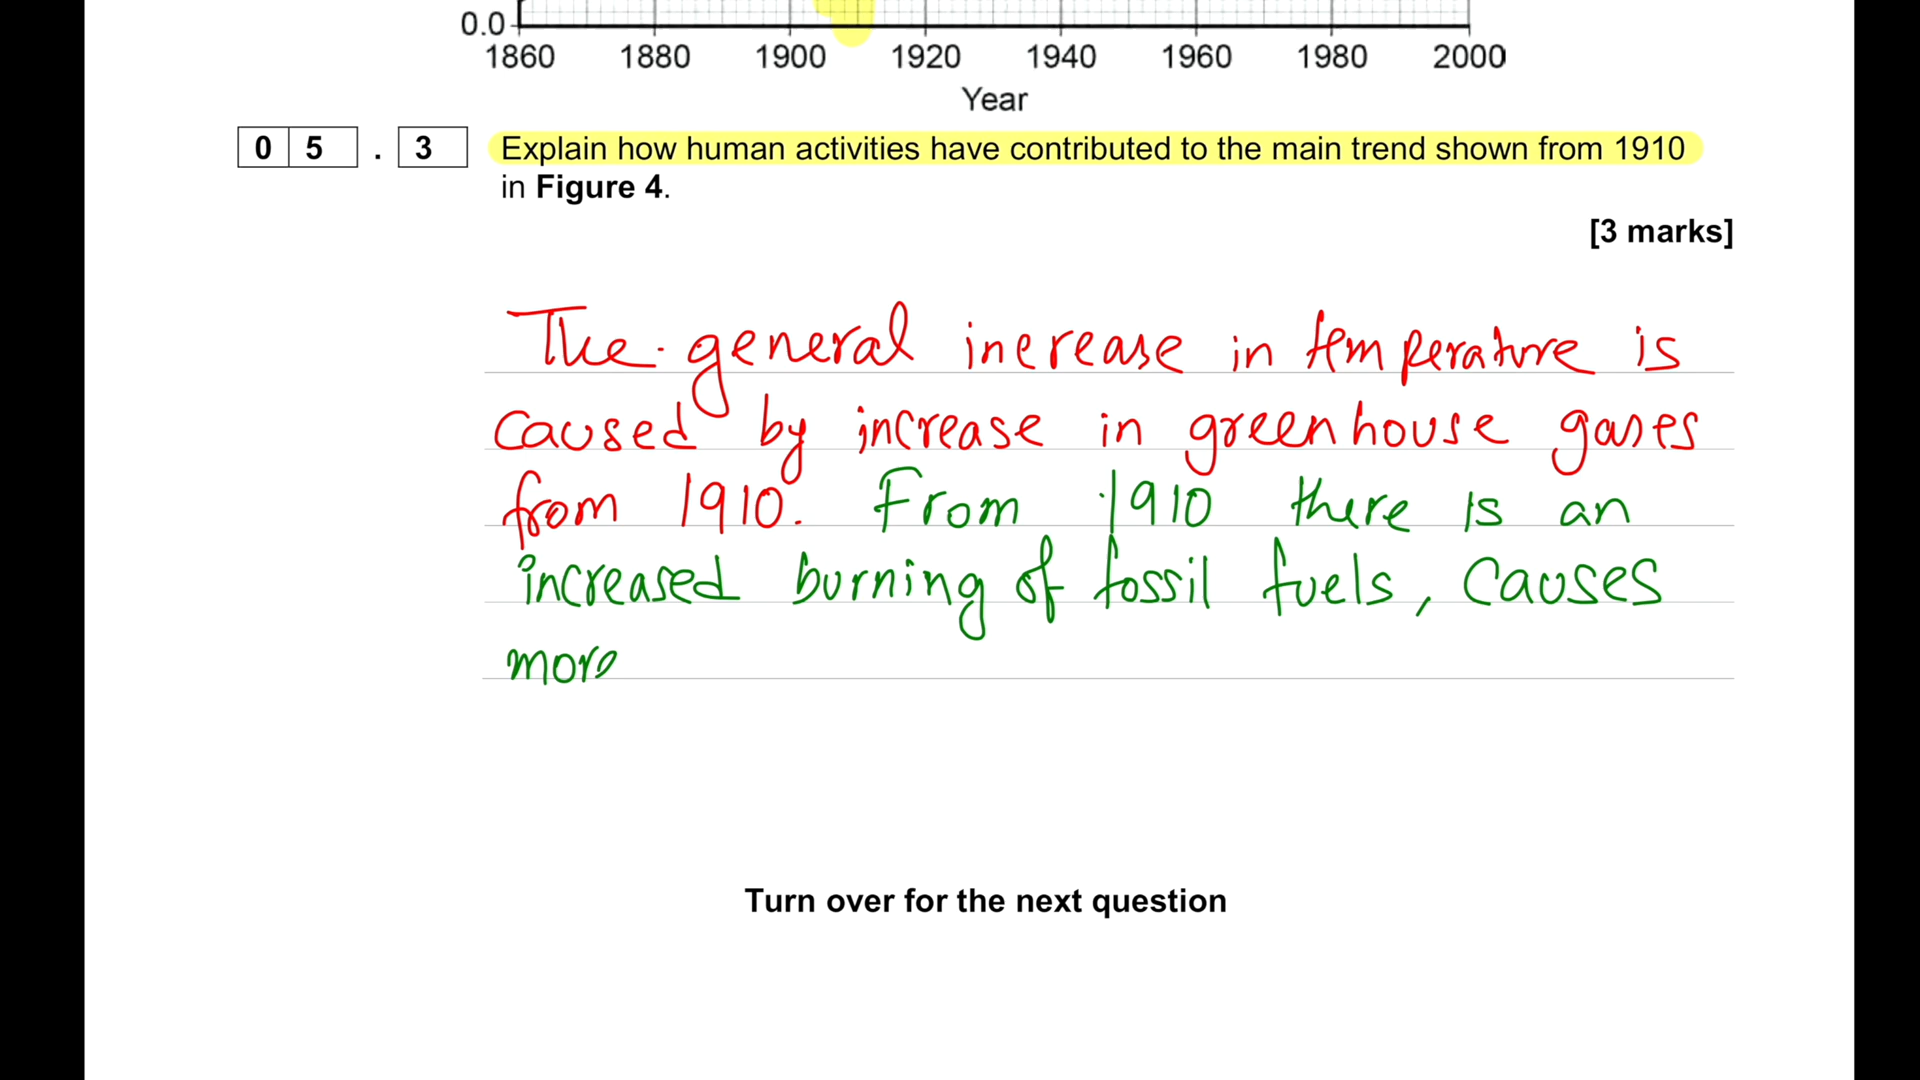 0.0
1860 1880 1900 1920 1940 1960 1980 2000
Year
0 5 . 3 Explain how human activities have contributed to the main trend shown from 1910
in Figure 4.
[3 marks]
The general increase in temperature is
caused by increase in greenhouse gases
from 1910. From 1910 there is an
increased burning of fossil fuels, causes
more
Turn over for the next question